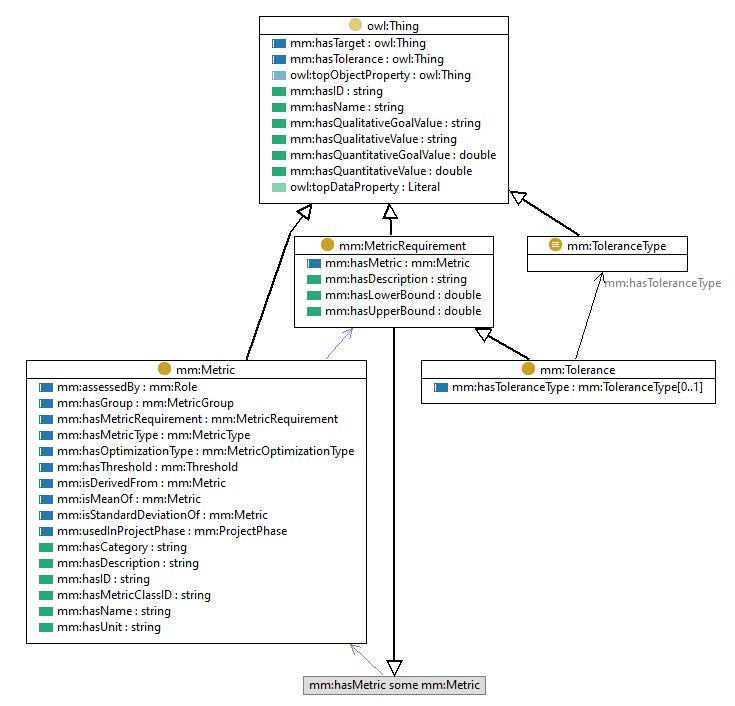 owl:Thing
mm:hasTarget : owl:Thing
mm:hasTolerance : owl:Thing
owl:topObjectProperty : owl:Thing
mm:hasID : string
mm:hasName : string
mm:hasQualitativeGoalValue : string
mm:hasQualitativeValue : string
mm:hasQuantitativeGoalValue : double
mm:hasQuantitativeValue : double
owl:topDataProperty : Literal
mm:MetricRequirement
mm:hasMetric : mm:Metric
mm:hasDescription : string
mm:hasLowerBound : double
mm:hasUpperBound : double
mm:ToleranceType
mm:hasToleranceType
mm:Metric
mm:assessedBy : mm:Role
mm:hasGroup : mm:MetricGroup
mm:hasMetricRequirement : mm:MetricRequirement
mm:hasMetricType : mm:MetricType
mm:hasOptimizationType : mm:MetricOptimizationType
mm:hasThreshold : mm:Threshold
mm:isDerivedFrom : mm:Metric
mm:isMeanOf : mm:Metric
mm:isStandardDeviationOf : mm:Metric
mm:usedInProjectPhase : mm:ProjectPhase
mm:hasCategory : string
mm:hasDescription : string
mm:hasID : string
mm:hasMetricClassID : string
mm:hasName : string
mm:hasUnit : string
mm:Tolerance
mm:hasToleranceType : mm:ToleranceType[0..1]
mm:hasMetric some mm:Metric